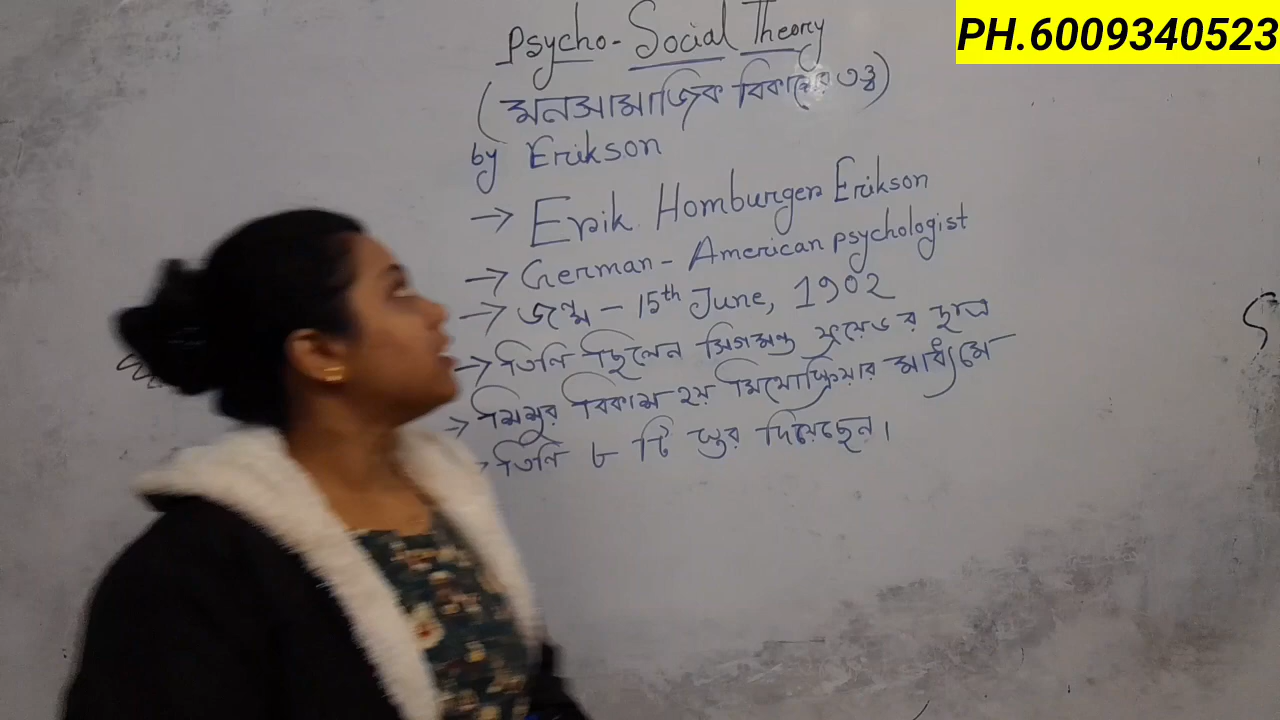 PH.6009340523
Psycho-Social Theory
(মনসামাজিক বিকাশের তত্ত্ব)
by Erikson
→ Erik Homburger Erikson
→ German - American psychologist
→ জন্ম - 15th June, 1902
→ তিনি ছিলেন সিগমন্ড ফ্রয়েড র ছাত্র
→ শিশুর বিকাশ হয় মিথোস্ক্রিয়ার মাধ্যমে
→ তিনি ৮ টি স্তর দিয়েছেন।